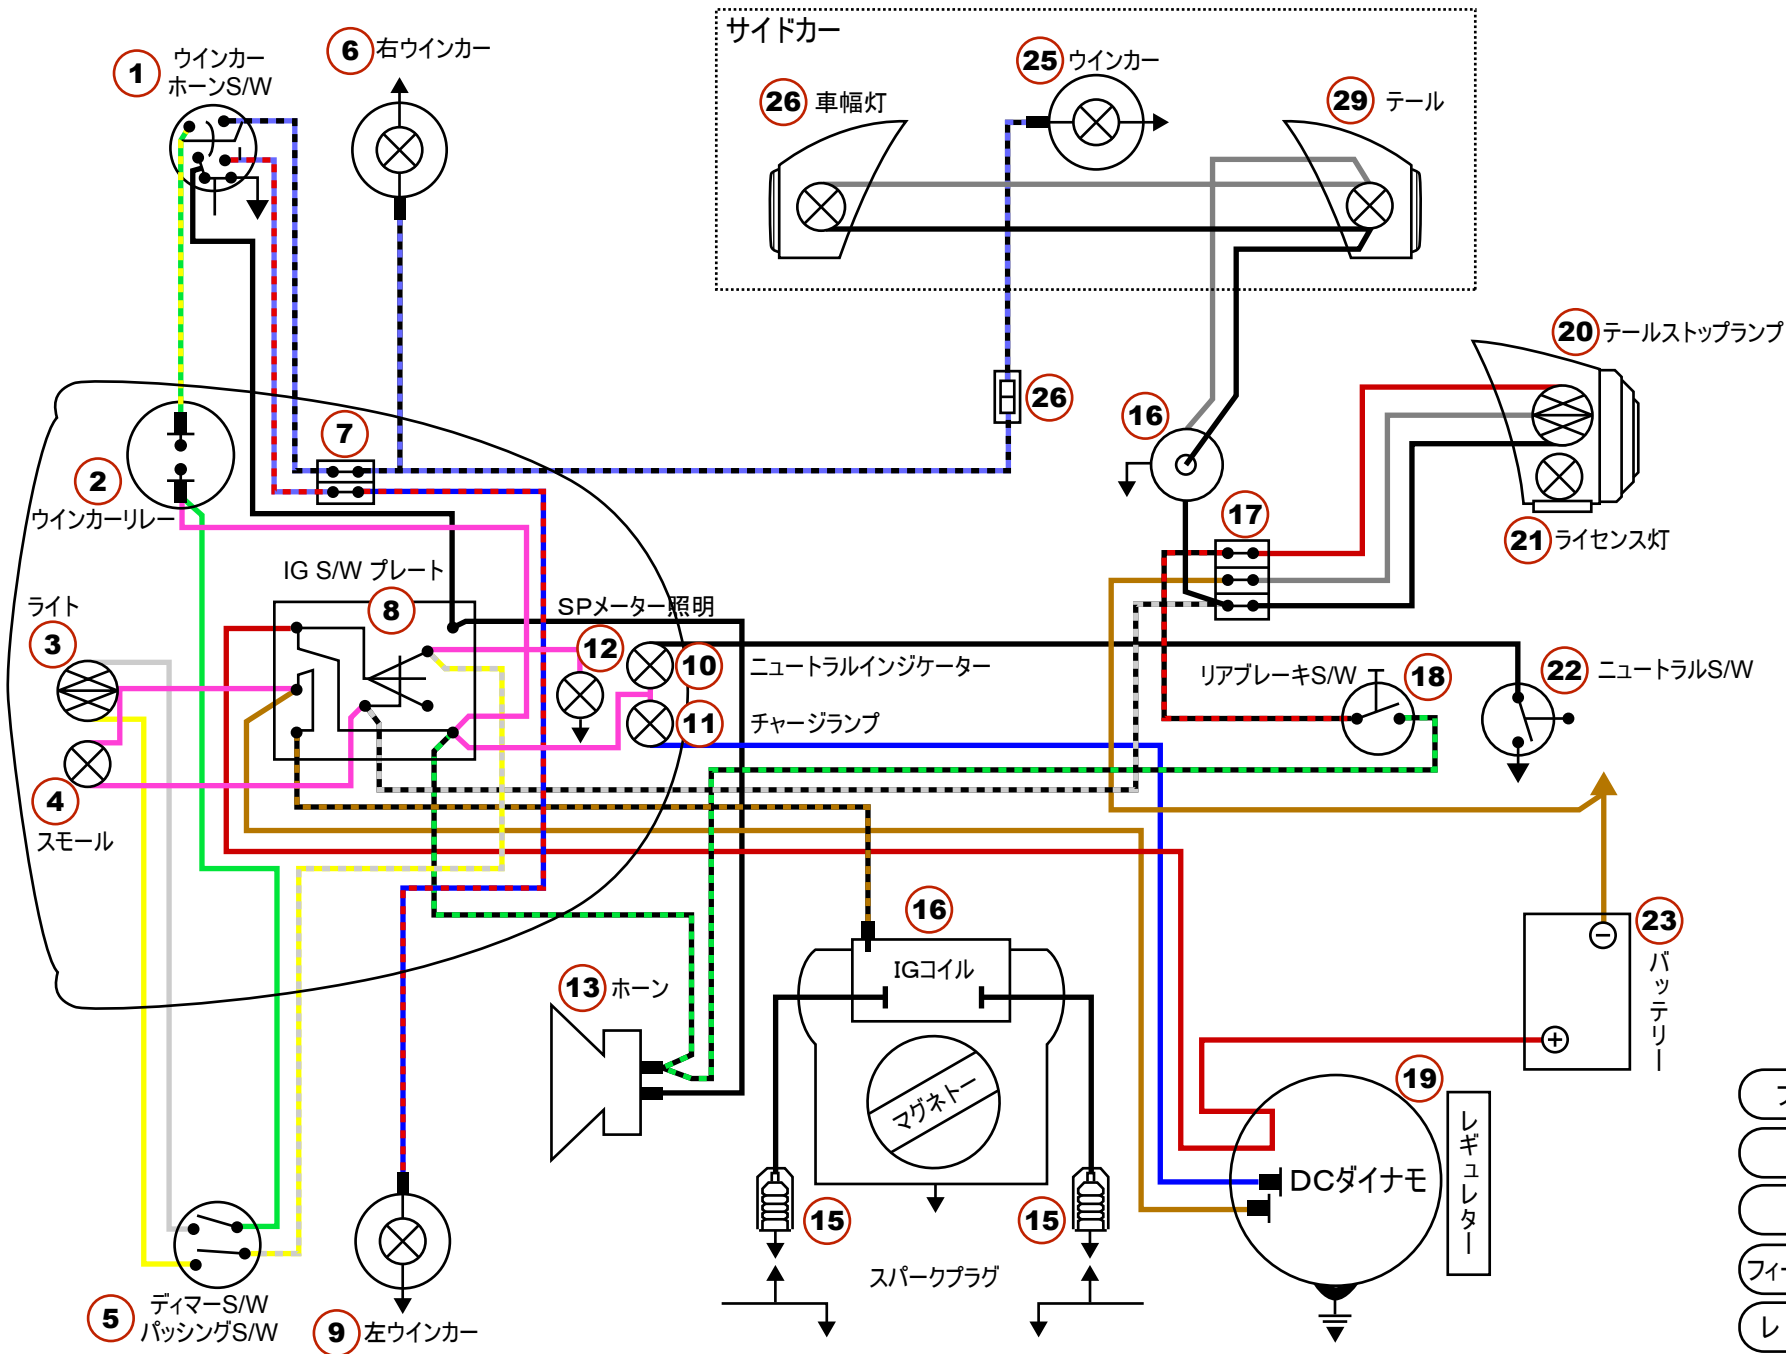 サイドカー
1 ウインカー
ホーンS/W
6 右ウインカー
26 車幅灯
25 ウインカー
29 テール
20 テールストップランプ
26
16
7
2
ウインカーリレー
17
21 ライセンス灯
IG S/W プレート
8
ライト
3
SPメーター照明
12
10 ニュートラルインジケーター
11 チャージランプ
リアブレーキS/W 18
22 ニュートラルS/W
4
スモール
16
IGコイル
23
バッテリー
−
+
13 ホーン
マグネトー
19
レギュレター
DCダイナモ
15
15
スパークプラグ
5 ディマーS/W
パッシングS/W
9 左ウインカー
フィー
レ